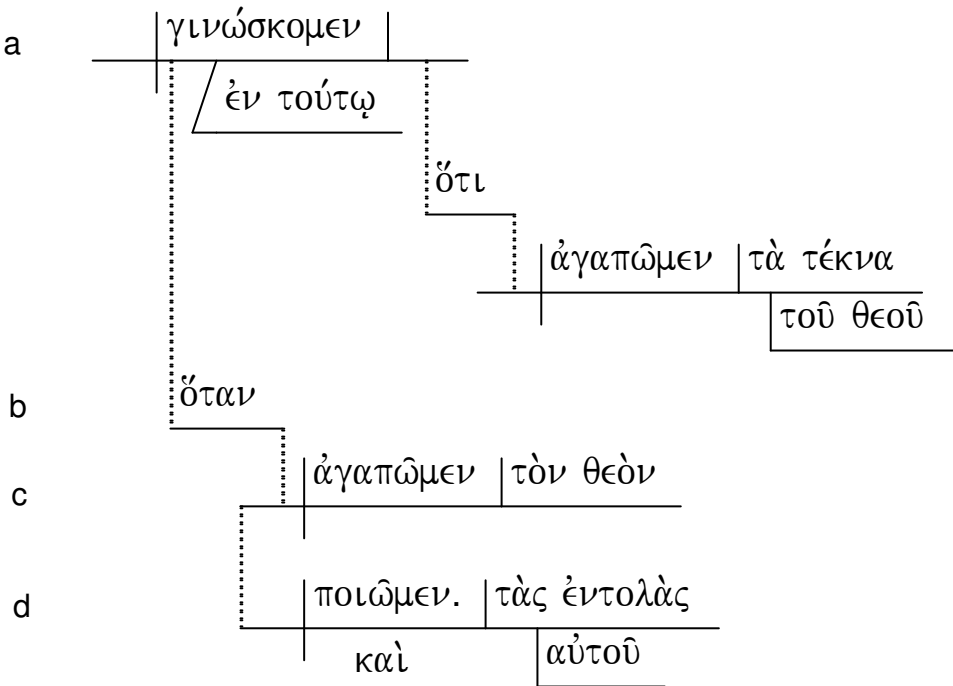 a γινώσκομεν
ἐν τούτῳ
ὅτι
ἀγαπῶμεν τὰ τέκνα
τοῦ θεοῦ
b ὅταν
c ἀγαπῶμεν τὸν θεὸν
d ποιῶμεν. τὰς ἐντολὰς
καὶ αὐτοῦ